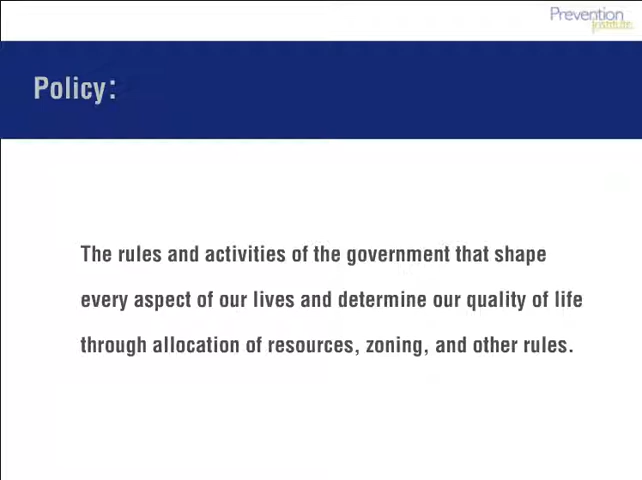 Prevention
Institute
Policy:
The rules and activities of the government that shape
every aspect of our lives and determine our quality of life
through allocation of resources, zoning, and other rules.